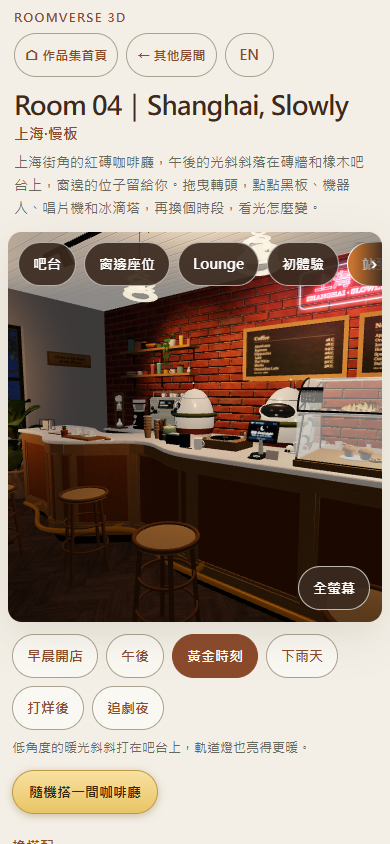 ROOMVERSE 3D
作品集首頁
← 其他房間
EN
Room 04｜Shanghai, Slowly
上海·慢板
上海街角的紅磚咖啡廳，午後的光斜斜落在磚牆和橡木吧
台上，窗邊的位子留給你。拖曳轉頭，點點黑板、機器
人、唱片機和冰滴塔，再換個時段，看光怎麼變。
吧台
窗邊座位
Lounge
初體驗
›
SHANGHAI · SLOWLY
Coffee
全螢幕
早晨開店
午後
黃金時刻
下雨天
打烊後
追劇夜
低角度的暖光斜斜打在吧台上，軌道燈也亮得更暖。
隨機搭一間咖啡廳